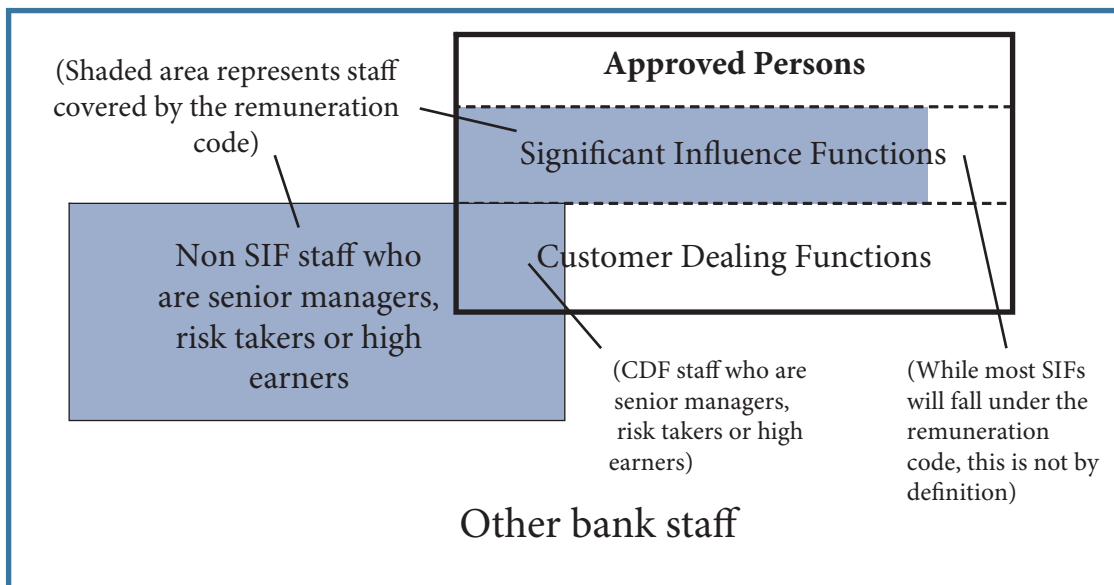 (Shaded area represents staff
covered by the remuneration
code)
Approved Persons
Significant Influence Functions
Non SIF staff who
are senior managers,
risk takers or high
earners
Customer Dealing Functions
(CDF staff who are
senior managers,
risk takers or high
earners)
(While most SIFs
will fall under the
remuneration
code, this is not by
definition)
Other bank staff